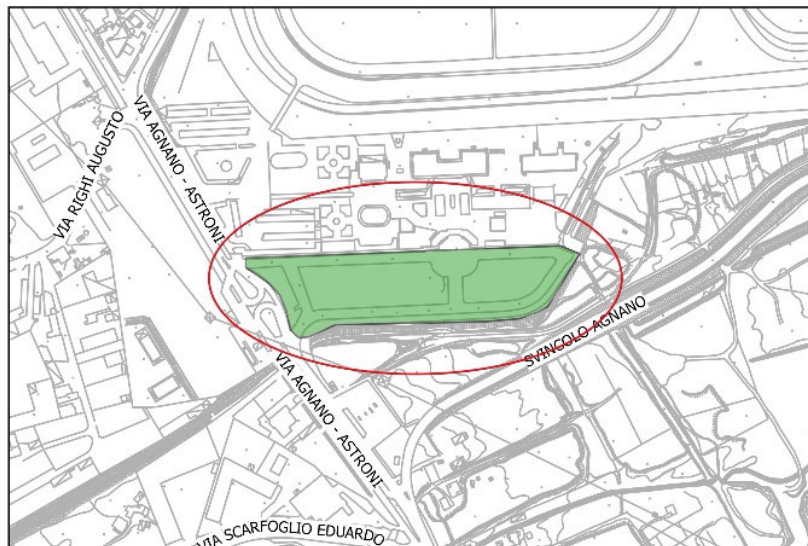 VIA AGNANO - ASTRONI
VIA RIGHI AUGUSTO
SVINCOLO AGNANO
VIA AGNANO - ASTRONI
VIA SCARFOGLIO EDUARDO